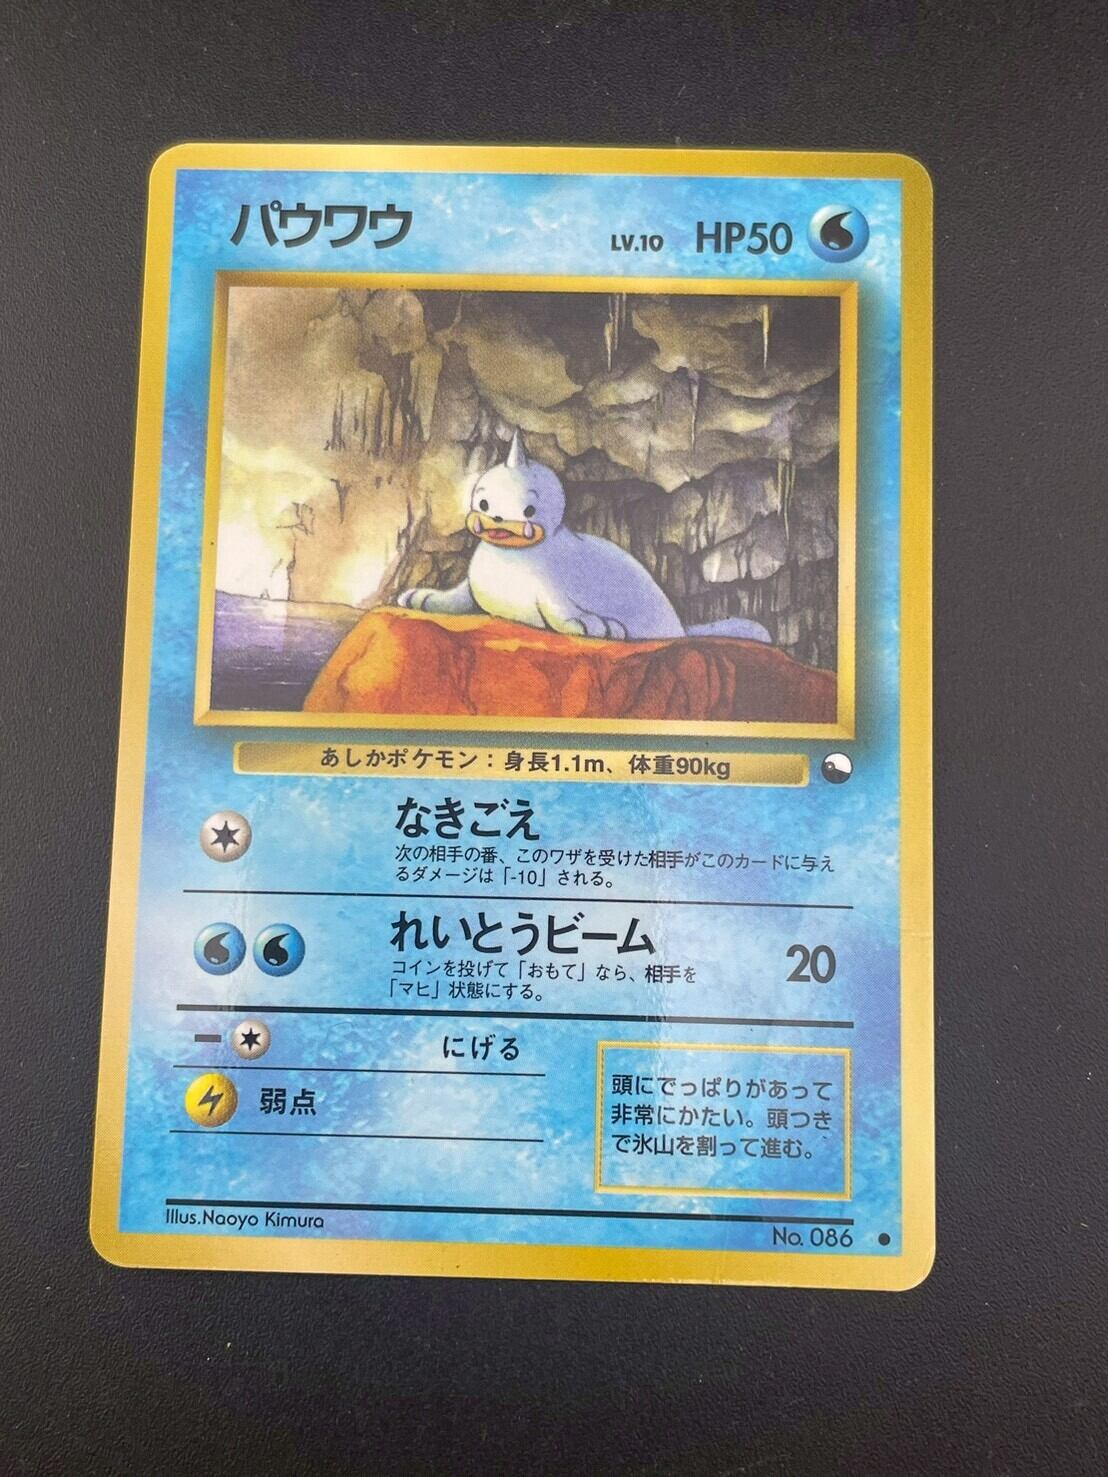 パウワウ LV.10 HP50
あしかポケモン：身長1.1m、体重90kg
なきごえ
次の相手の番、このワザを受けた相手がこのカードに与え
るダメージは「-10」される。
れいとうビーム 20
コインを投げて「おもて」なら、相手を
「マヒ」状態にする。
にげる
弱点
頭にでっぱりがあって
非常にかたい。頭つき
で氷山を割って進む。
Illus.Naoyo Kimura
No. 086 ●